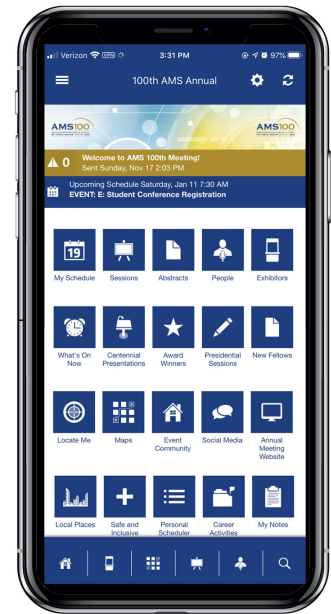 Verizon VPN 3:31 PM 97%
100th AMS Annual
AMS100 AMS100
0 Welcome to AMS 100th Meeting!
Sent Sunday, Nov 17 2:03 PM
Upcoming Schedule Saturday, Jan 11 7:30 AM
EVENT: E: Student Conference Registration
19
My Schedule Sessions Abstracts People Exhibitors
What's On Now
Centennial Presentations
Award Winners
Presidential Sessions
New Fellows
Locate Me Maps
Event Community
Social Media
Annual Meeting Website
Local Places
Safe and Inclusive
Personal Scheduler
Career Activities
My Notes